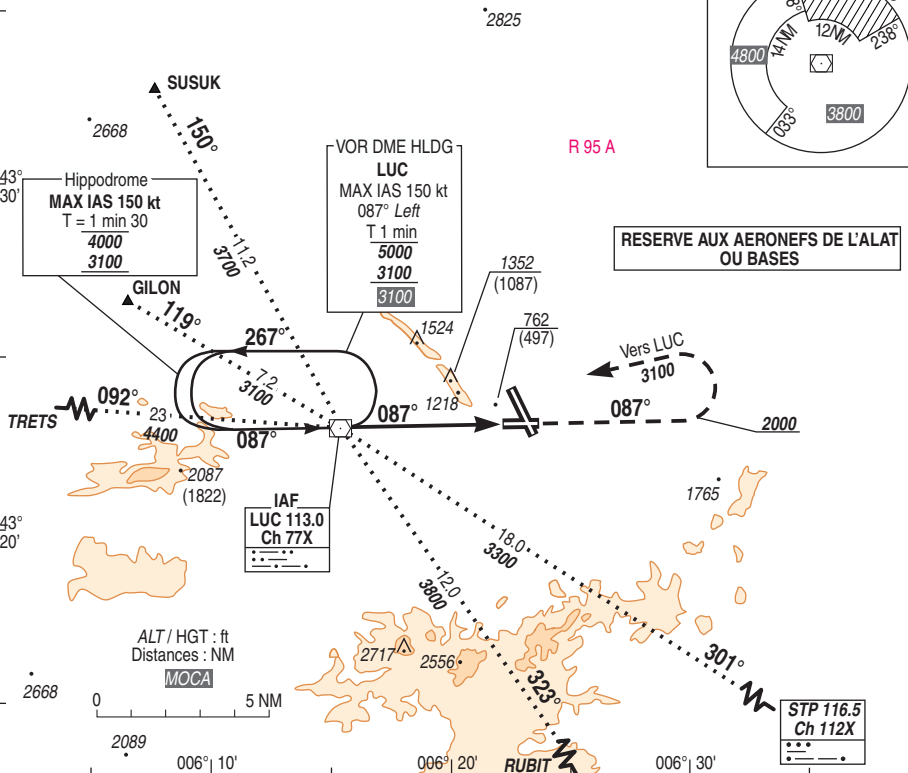 2825
8°
14NM
12NM
238°
4800
3800
033°
SUSUK
2668
150°
11.2
3700
R 95 A
43°
30'
Hippodrome
MAX IAS 150 kt
T = 1 min 30
4000
3100
VOR DME HLDG
LUC
MAX IAS 150 kt
087° Left
T 1 min
5000
3100
3100
RESERVE AUX AERONEFS DE L'ALAT
OU BASES
1352
(1087)
GILON
119°
267°
7.2
3100
1524
762
(497)
1218
Vers LUC
3100
092°
TRETS
23
4400
087°
087°
087°
2000
2087
(1822)
1765
IAF
LUC 113.0
Ch 77X
43°
20'
18.0
3300
12.0
3800
ALT / HGT : ft
Distances : NM
MOCA
0
5 NM
2717
2556
323°
301°
2668
2089
STP 116.5
Ch 112X
006° 10'
006° 20'
RUBIT
006° 30'